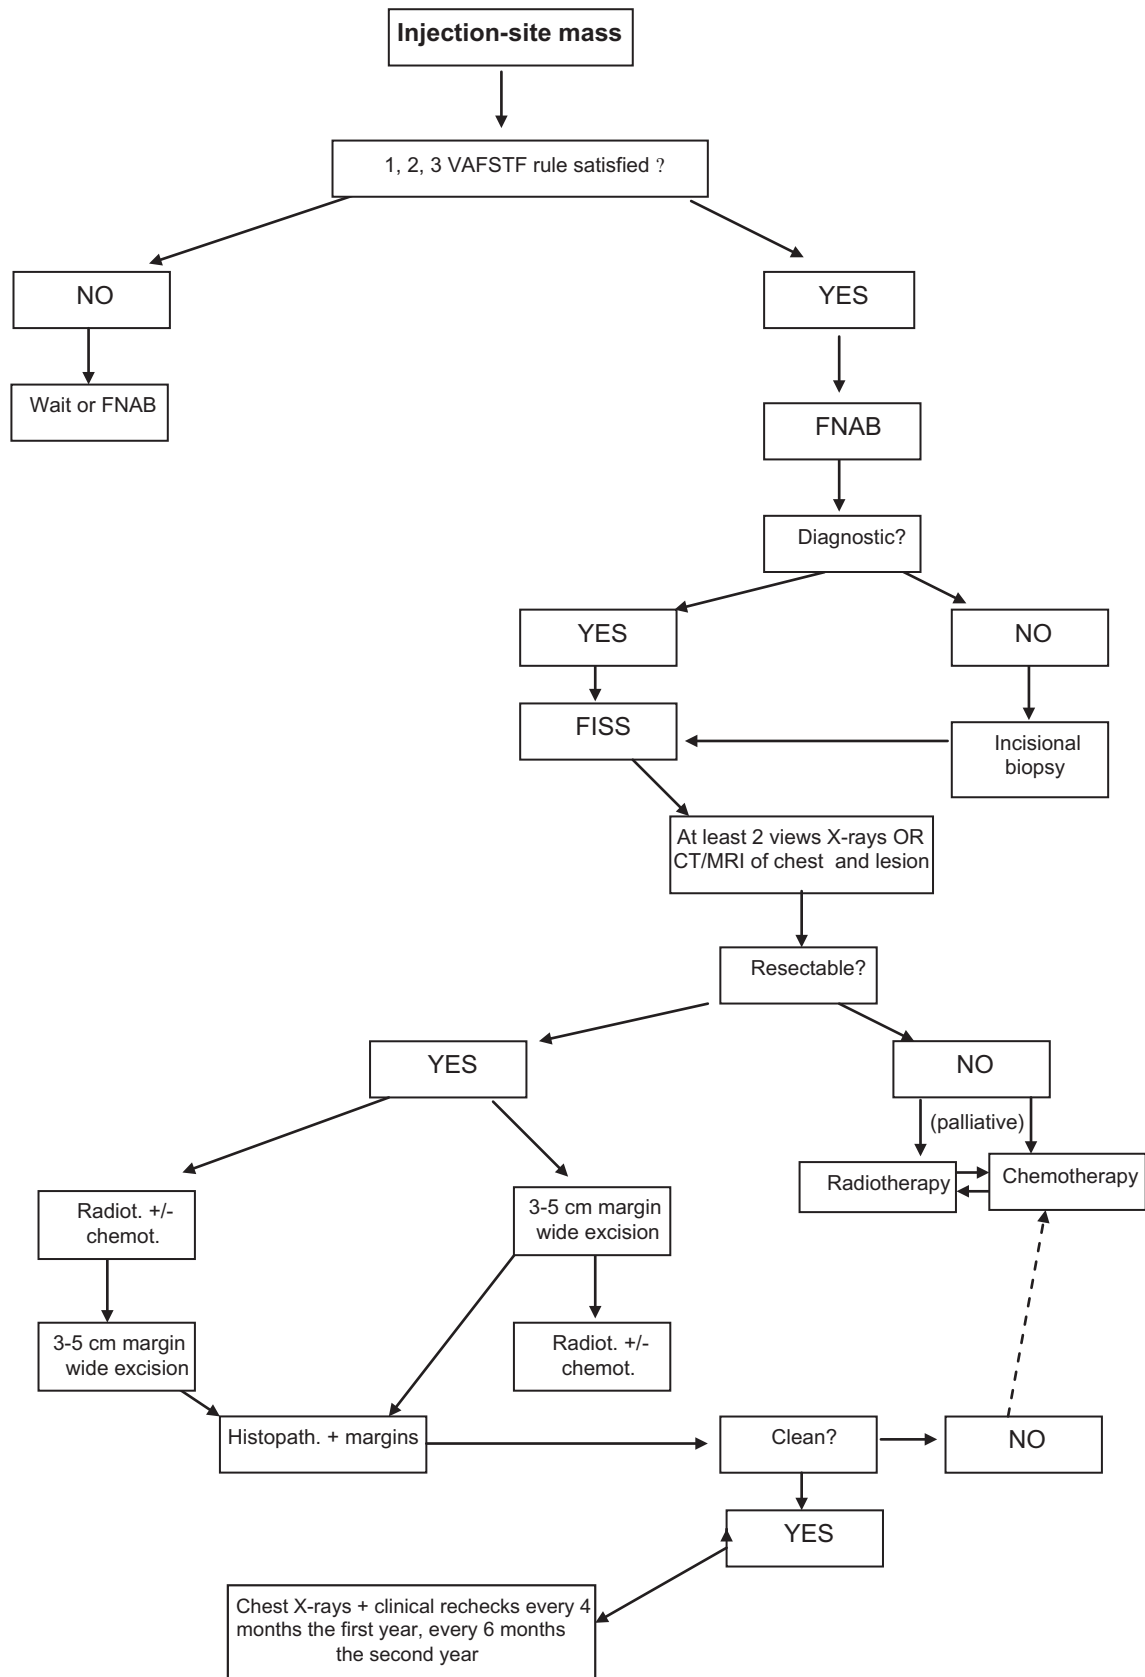 Injection-site mass
1, 2, 3 VAFSTF rule satisfied ?
NO
YES
Wait or FNAB
FNAB
Diagnostic?
YES
NO
FISS
Incisional
biopsy
At least 2 views X-rays OR
CT/MRI of chest and lesion
Resectable?
YES
NO
(palliative)
Radiotherapy
Chemotherapy
Radiot. +/-
chemot.
3-5 cm margin
wide excision
3-5 cm margin
wide excision
Radiot. +/-
chemot.
Histopath. + margins
Clean?
NO
YES
Chest X-rays + clinical rechecks every 4
months the first year, every 6 months
the second year